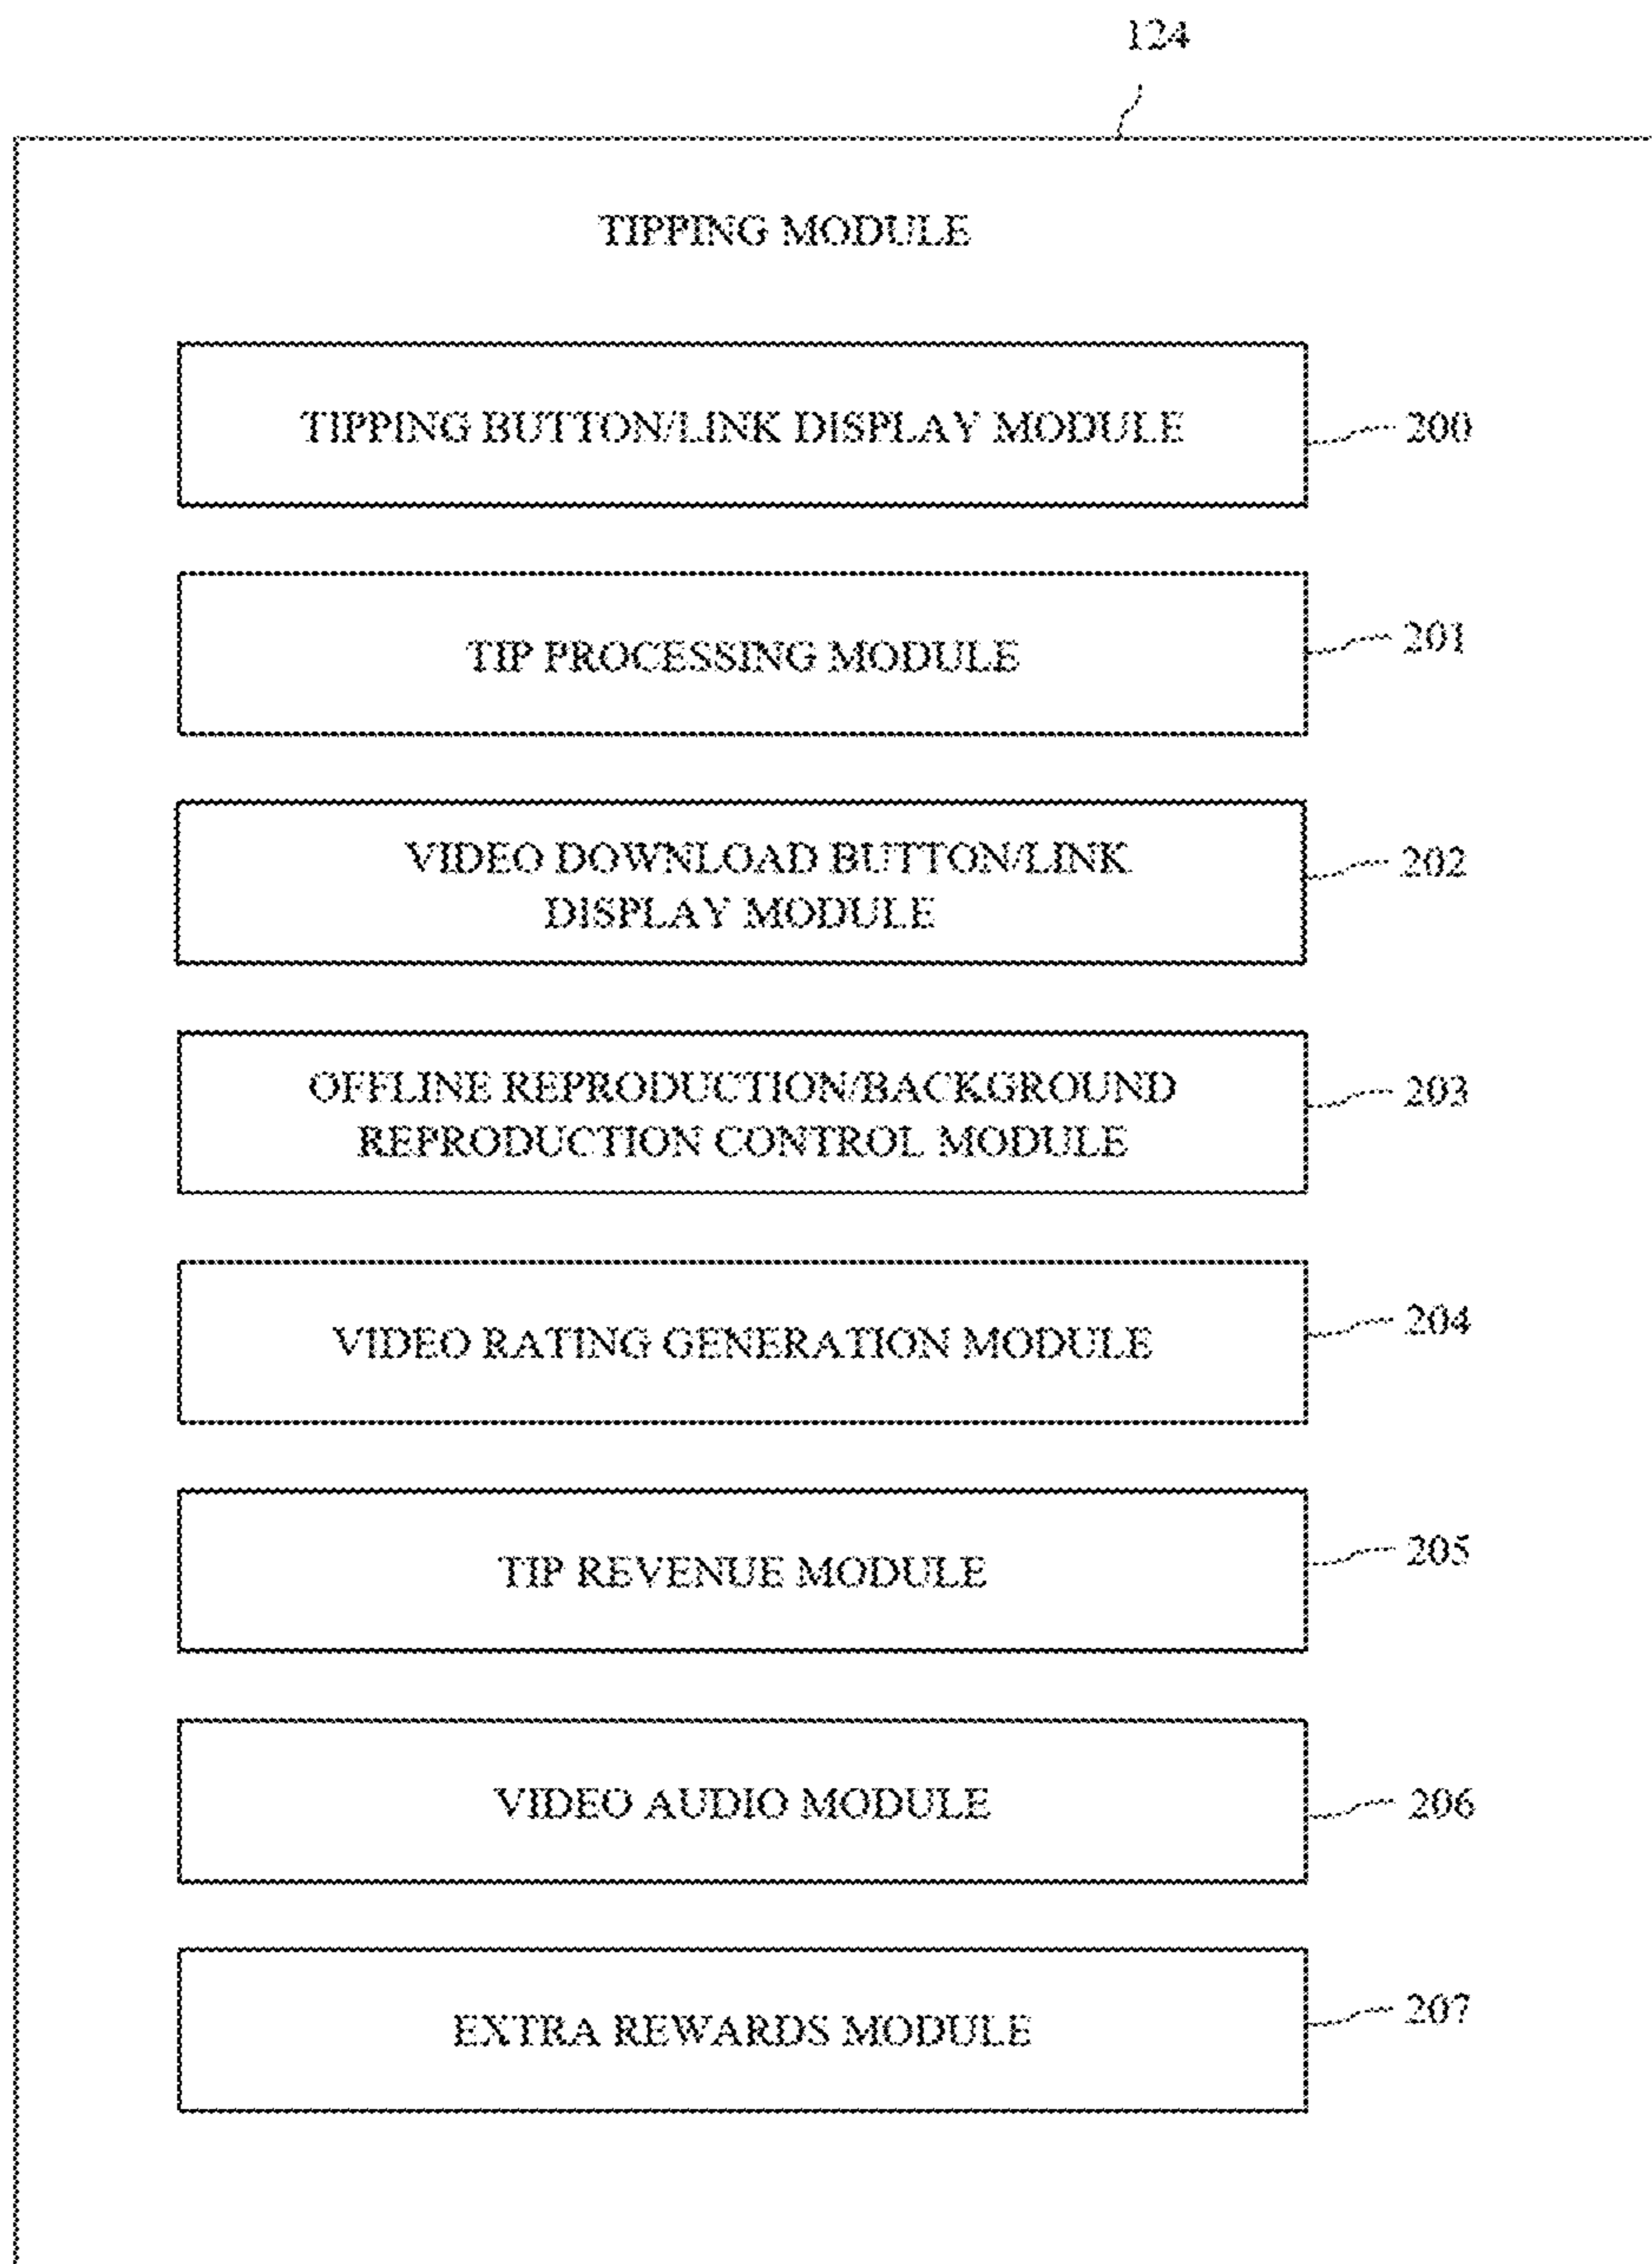 124
TIPPING MODULE
TIPPING BUTTON/LINK DISPLAY MODULE
200
TIP PROCESSING MODULE
201
VIDEO DOWNLOAD BUTTON/LINK
DISPLAY MODULE
202
OFFLINE REPRODUCTION/BACKGROUND
REPRODUCTION CONTROL MODULE
203
VIDEO RATING GENERATION MODULE
204
TIP REVENUE MODULE
205
VIDEO AUDIO MODULE
206
EXTRA REWARDS MODULE
207